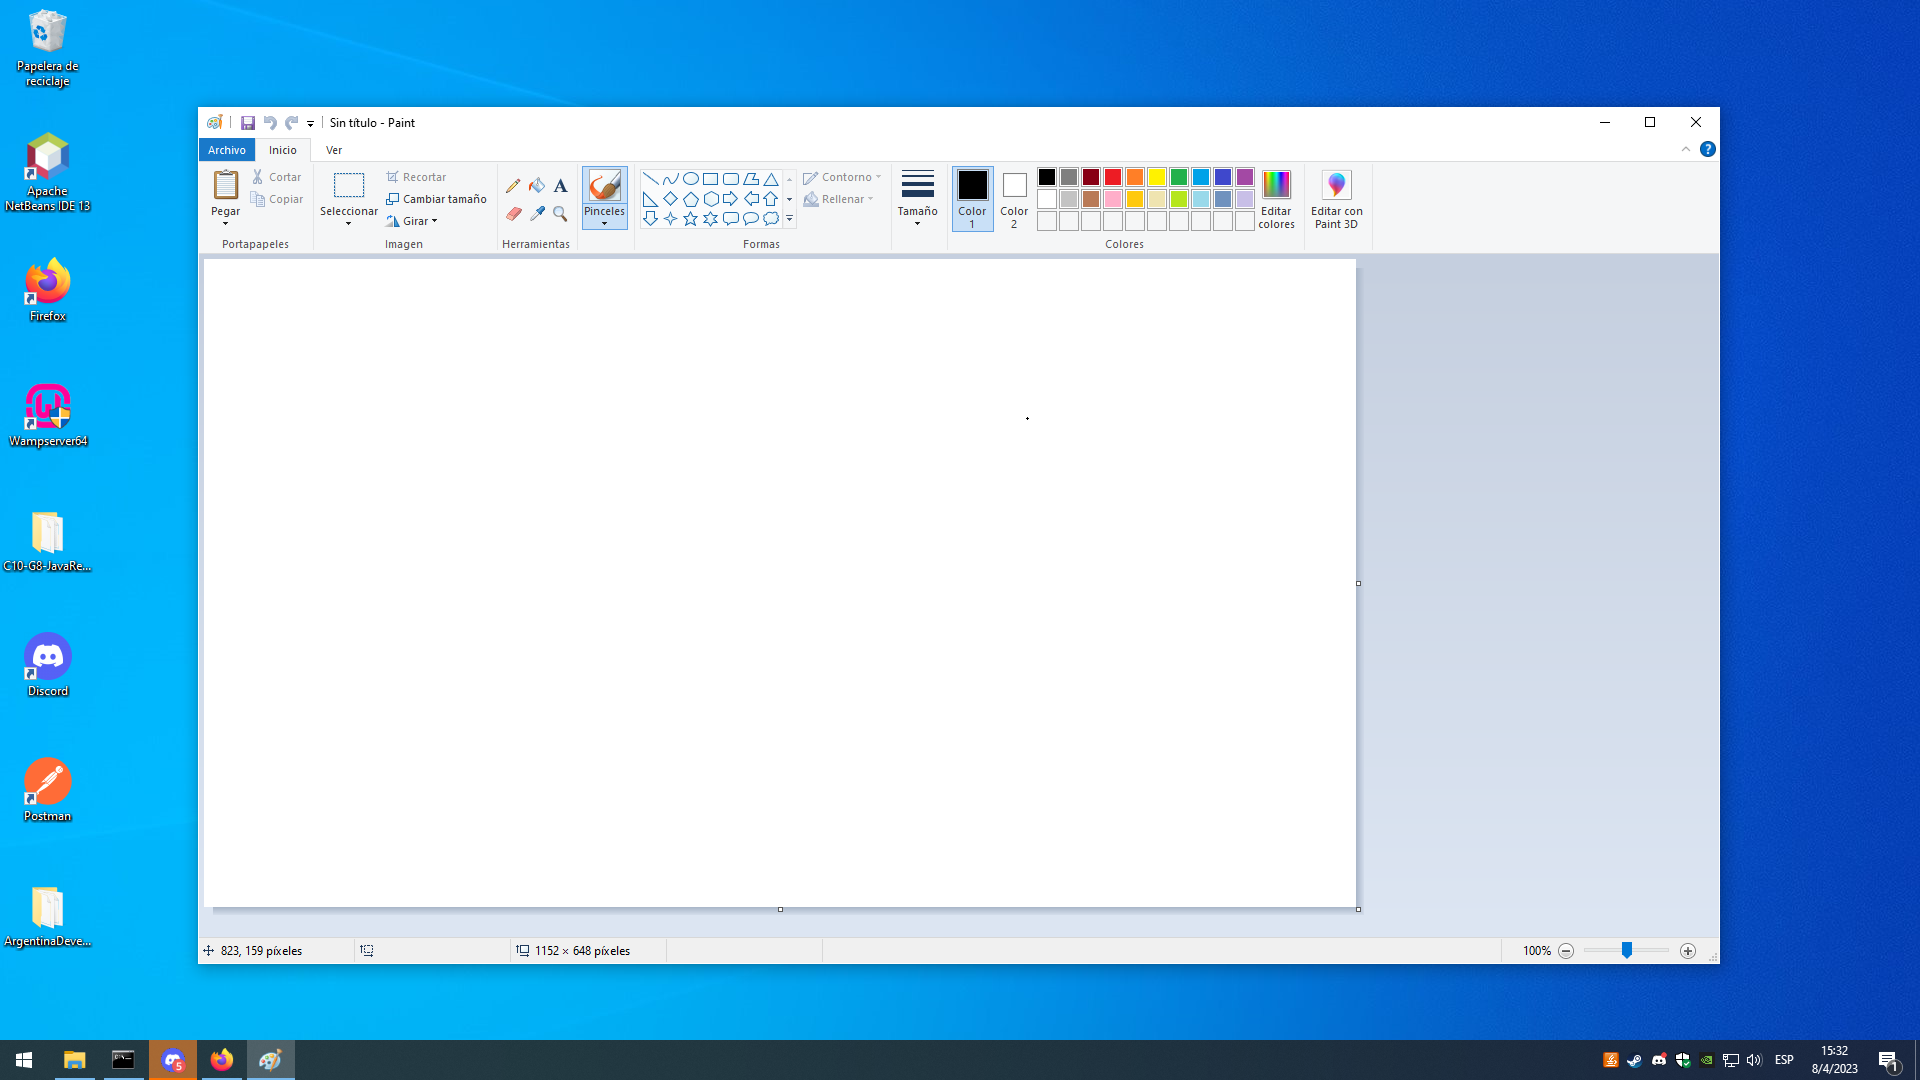 Papelera de
reciclaje
Apache
NetBeans IDE 13
Firefox
Wampserver64
C10-G8-JavaRe...
Discord
Postman
ArgentinaDeve...
Sin título - Paint
Archivo
Inicio
Ver
Pegar
Cortar
Copiar
Portapapeles
Seleccionar
Recortar
Cambiar tamaño
Girar
Imagen
A
Herramientas
Pinceles
Contorno
Rellenar
Formas
Tamaño
Color
1
Color
2
Editar
colores
Colores
Editar con
Paint 3D
?
823, 159 píxeles
1152 × 648 píxeles
100%
C:\_
5
ESP
15:32
8/4/2023
1